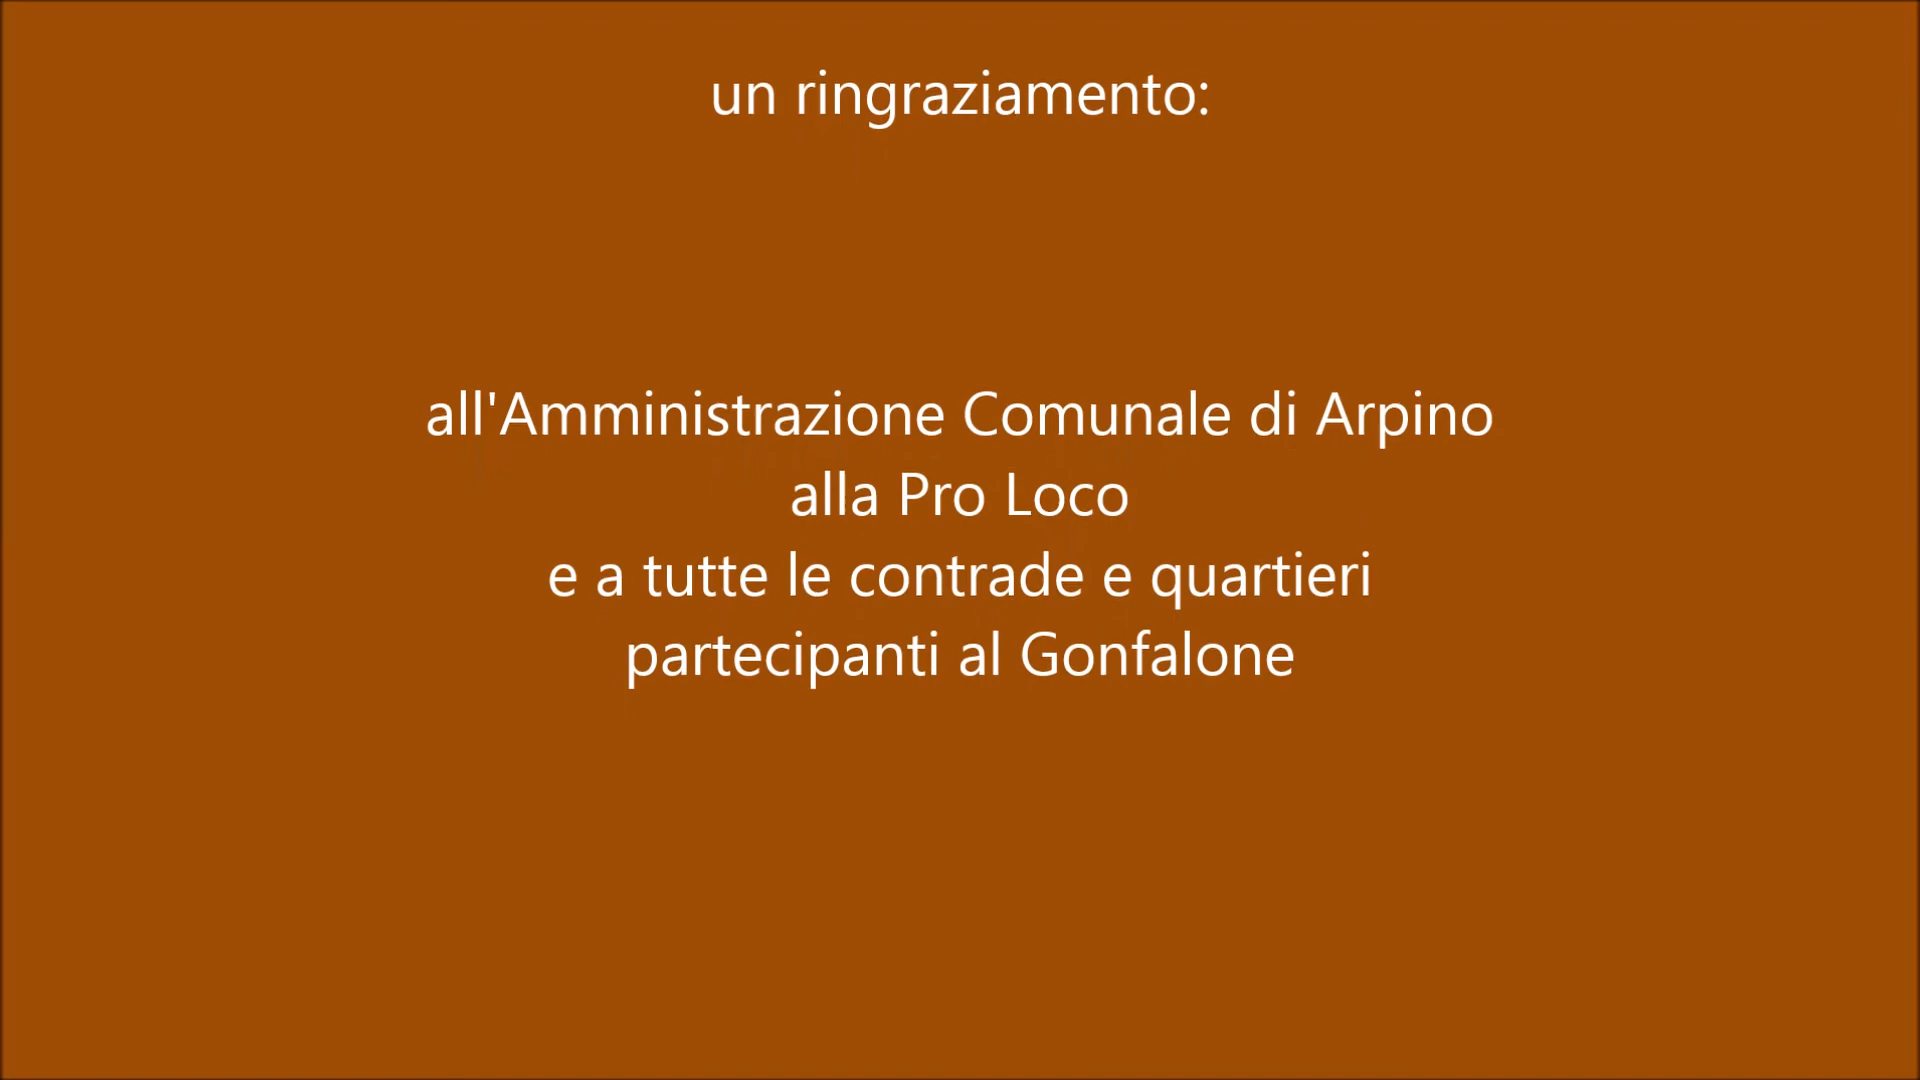 un ringraziamento:
all'Amministrazione Comunale di Arpino
alla Pro Loco
e a tutte le contrade e quartieri
partecipanti al Gonfalone